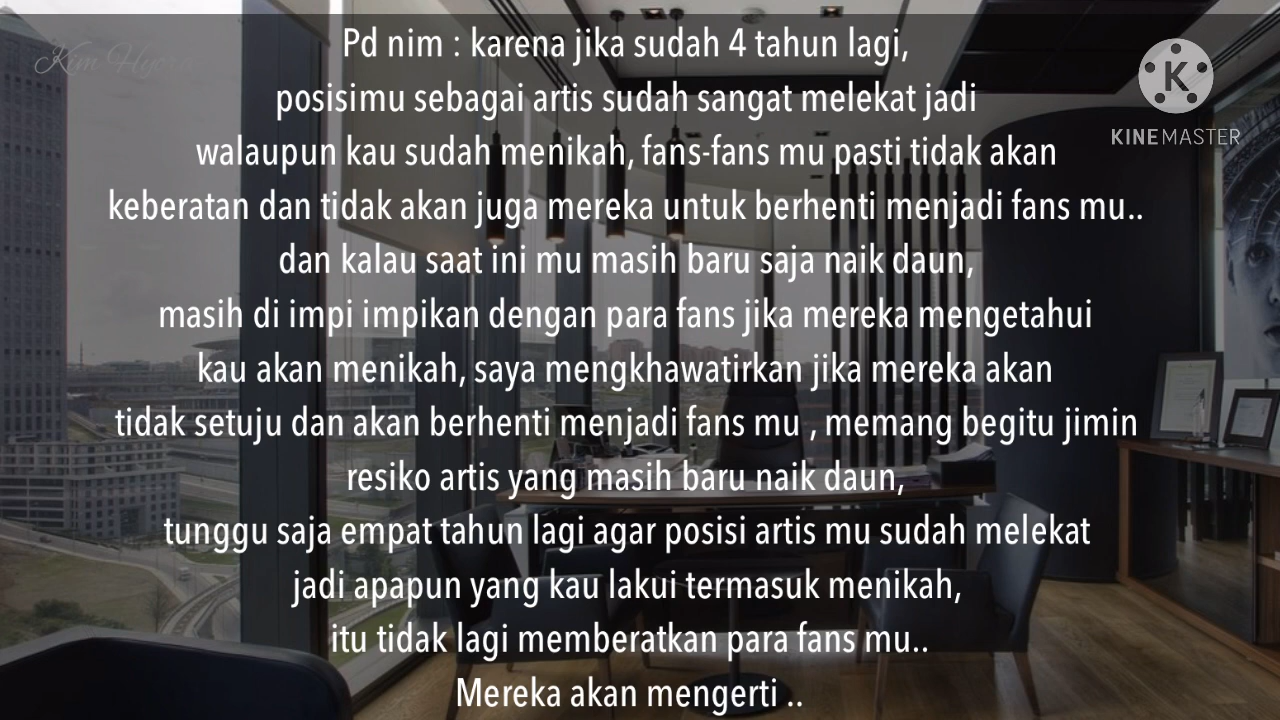 Kim Hyera
Pd nim : karena jika sudah 4 tahun lagi,
posisimu sebagai artis sudah sangat melekat jadi
walaupun kau sudah menikah, fans-fans mu pasti tidak akan
keberatan dan tidak akan juga mereka untuk berhenti menjadi fans mu..
dan kalau saat ini mu masih baru saja naik daun,
masih di impi impikan dengan para fans jika mereka mengetahui
kau akan menikah, saya mengkhawatirkan jika mereka akan
tidak setuju dan akan berhenti menjadi fans mu , memang begitu jimin
resiko artis yang masih baru naik daun,
tunggu saja empat tahun lagi agar posisi artis mu sudah melekat
jadi apapun yang kau lakui termasuk menikah,
itu tidak lagi memberatkan para fans mu..
Mereka akan mengerti ..
K
KINEMASTER